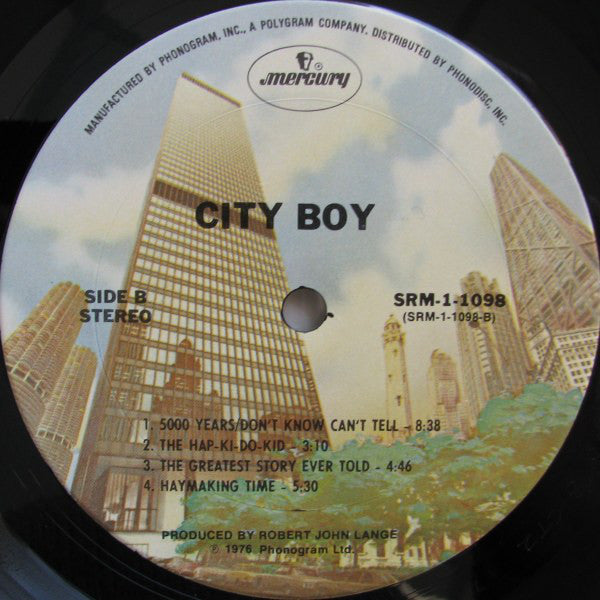 MANUFACTURED BY PHONOGRAM, INC., A POLYGRAM COMPANY, DISTRIBUTED BY PHONODISC, INC.
mercury
CITY BOY
SIDE B
STEREO
SRM-1-1098
(SRM-1-1098-B)
1. 5000 YEARS/DON'T KNOW CAN'T TELL - 8:38
2. THE HAP-KI-DO-KID - 3:10
3. THE GREATEST STORY EVER TOLD - 4:46
4. HAYMAKING TIME - 5:30
PRODUCED BY ROBERT JOHN LANGE
℗ 1976 Phonogram Ltd.